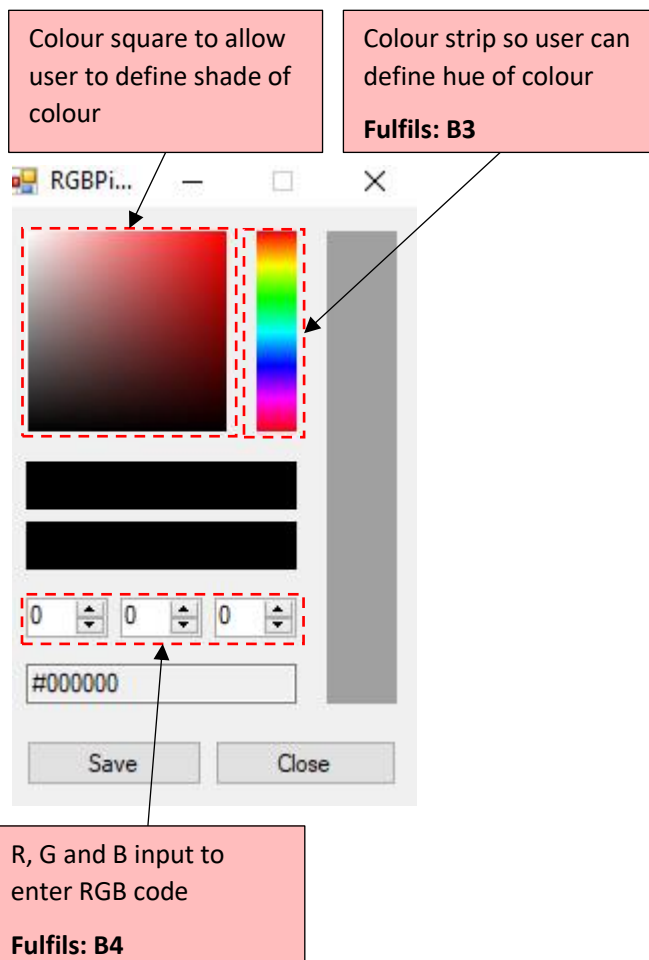 Colour square to allow
user to define shade of
colour
Colour strip so user can
define hue of colour
Fulfils: B3
RGBPi...
0 0 0
#000000
Save Close
R, G and B input to
enter RGB code
Fulfils: B4